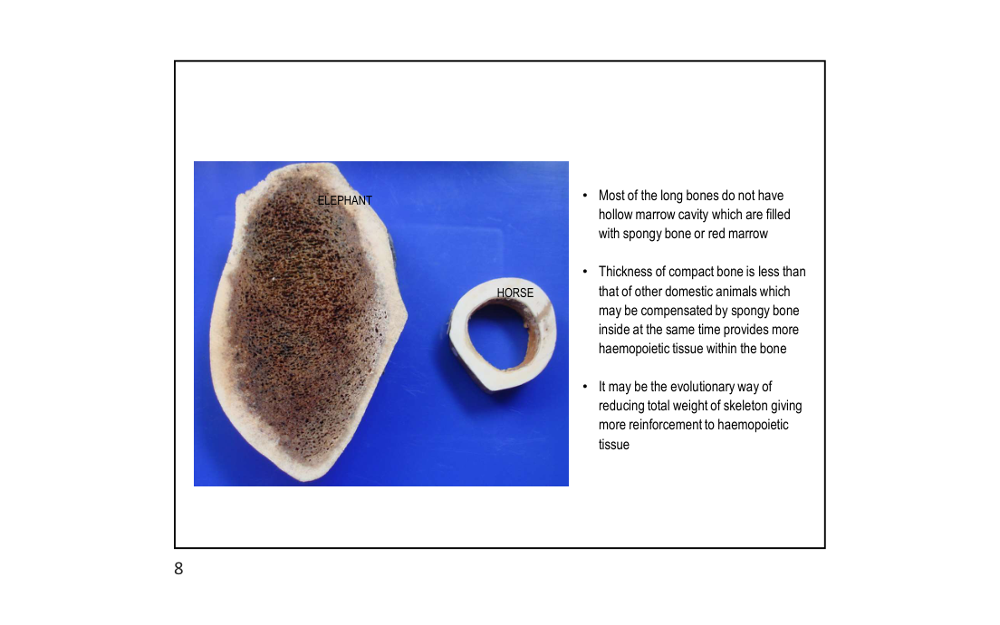 ELEPHANT
HORSE
• Most of the long bones do not have
hollow marrow cavity which are filled
with spongy bone or red marrow
• Thickness of compact bone is less than
that of other domestic animals which
may be compensated by spongy bone
inside at the same time provides more
haemopoietic tissue within the bone
• It may be the evolutionary way of
reducing total weight of skeleton giving
more reinforcement to haemopoietic
tissue
8